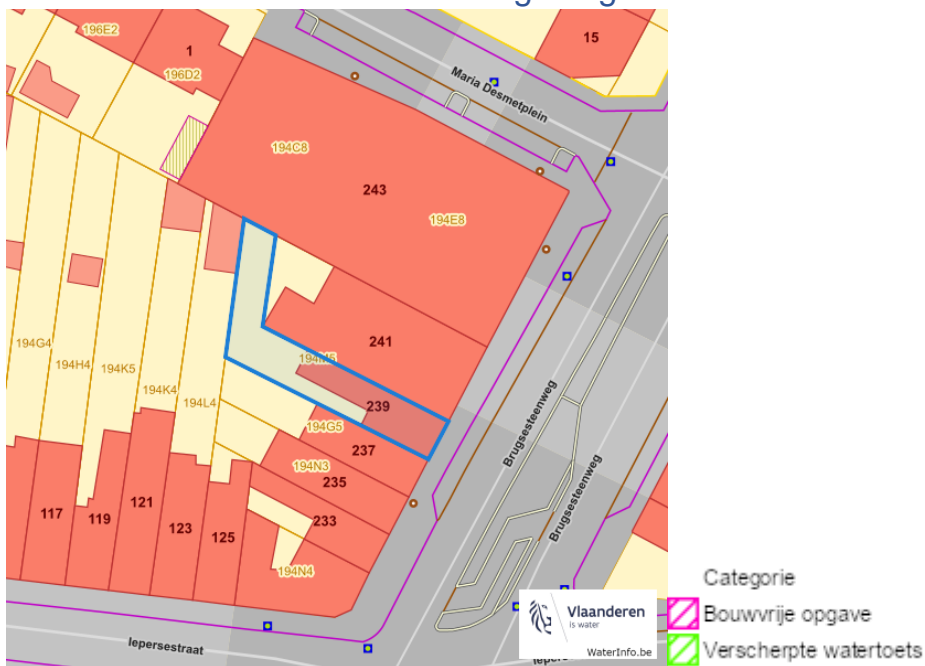 196E2
1
196D2
15
Maria Desmetplein
194C8
243
194E8
194G4
194H4
194K5
194K4
194L4
241
239
194G5
237
194N3
235
233
194N4
117
119
121
123
125
Brugsesteenweg
Brugsesteenweg
Iepersestraat
Vlaanderen
is water
WaterInfo.be
Categorie
Bouwvrije opgave
Verscherpte watertoets